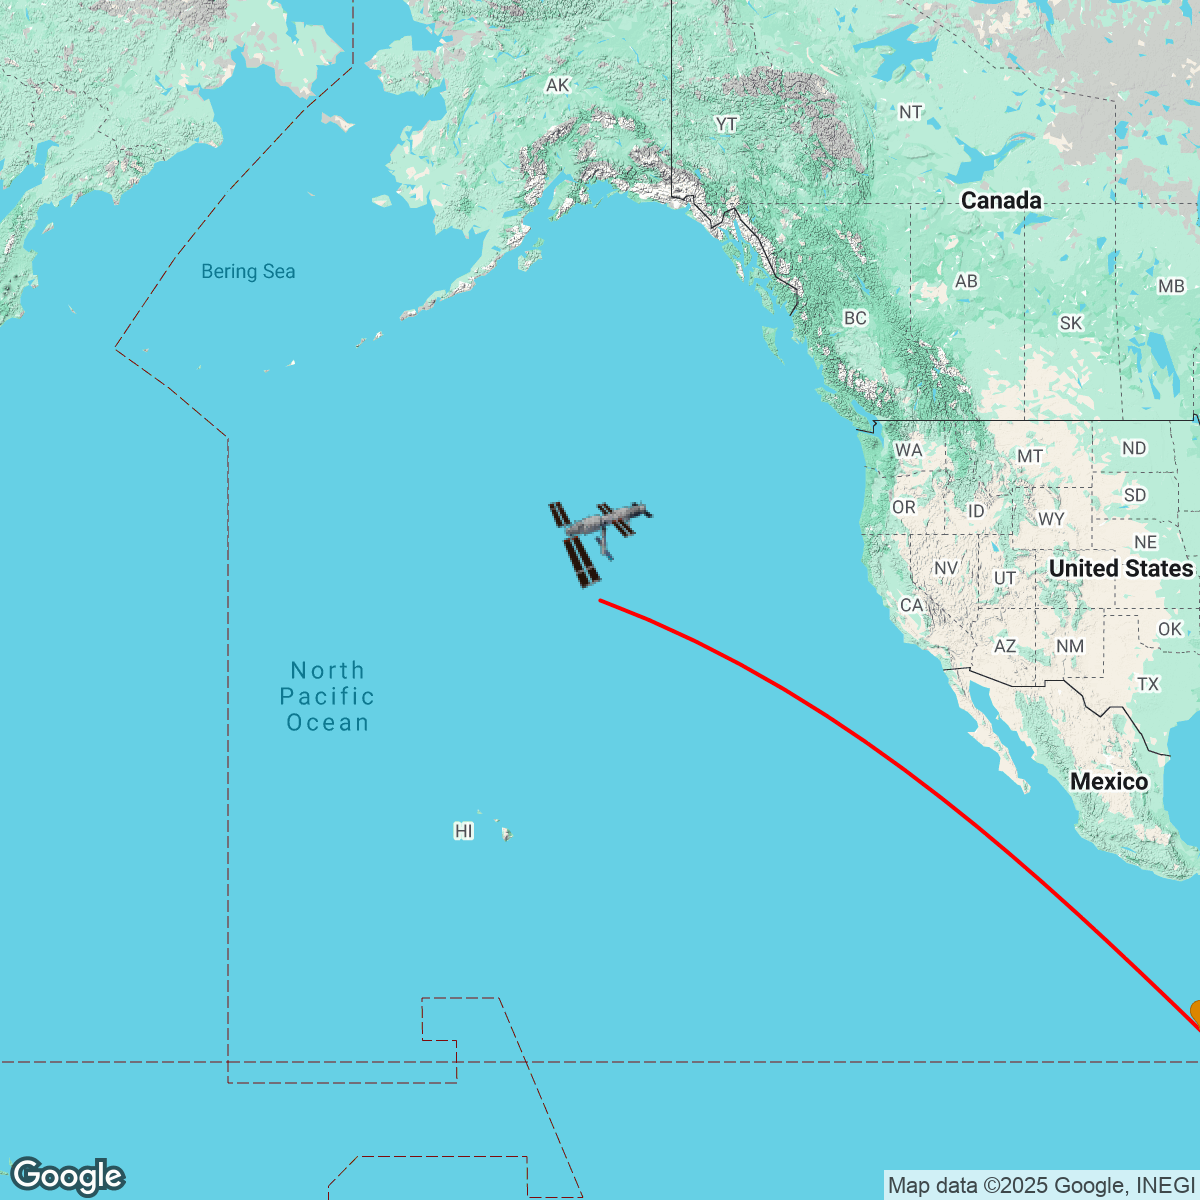 AK
YT
NT
Canada
Bering Sea
AB
MB
BC
SK
WA
MT
ND
OR
ID
WY
SD
NE
NV
UT
United States
CA
AZ
NM
OK
TX
North
Pacific
Ocean
Mexico
HI
Google
Map data ©2025 Google, INEGI